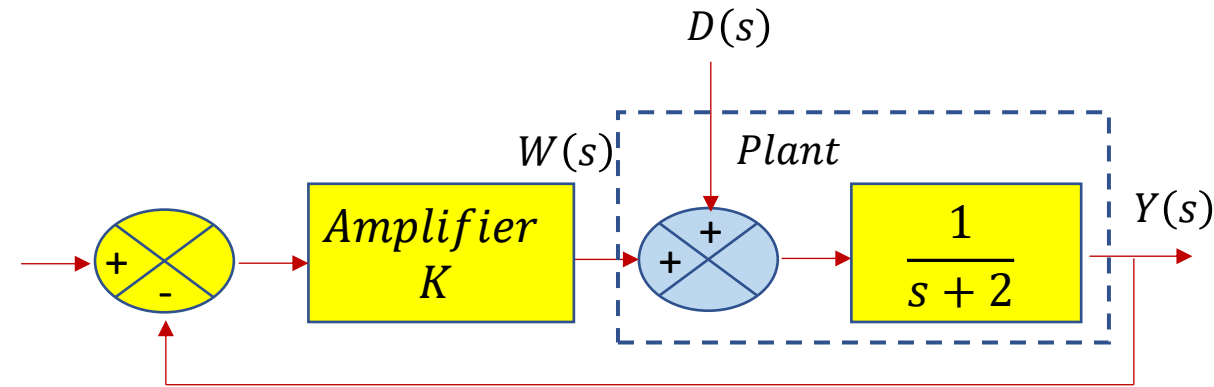 D(s)
W(s)
Plant
Amplifier
K
+
-
+
+
1
s + 2
Y(s)